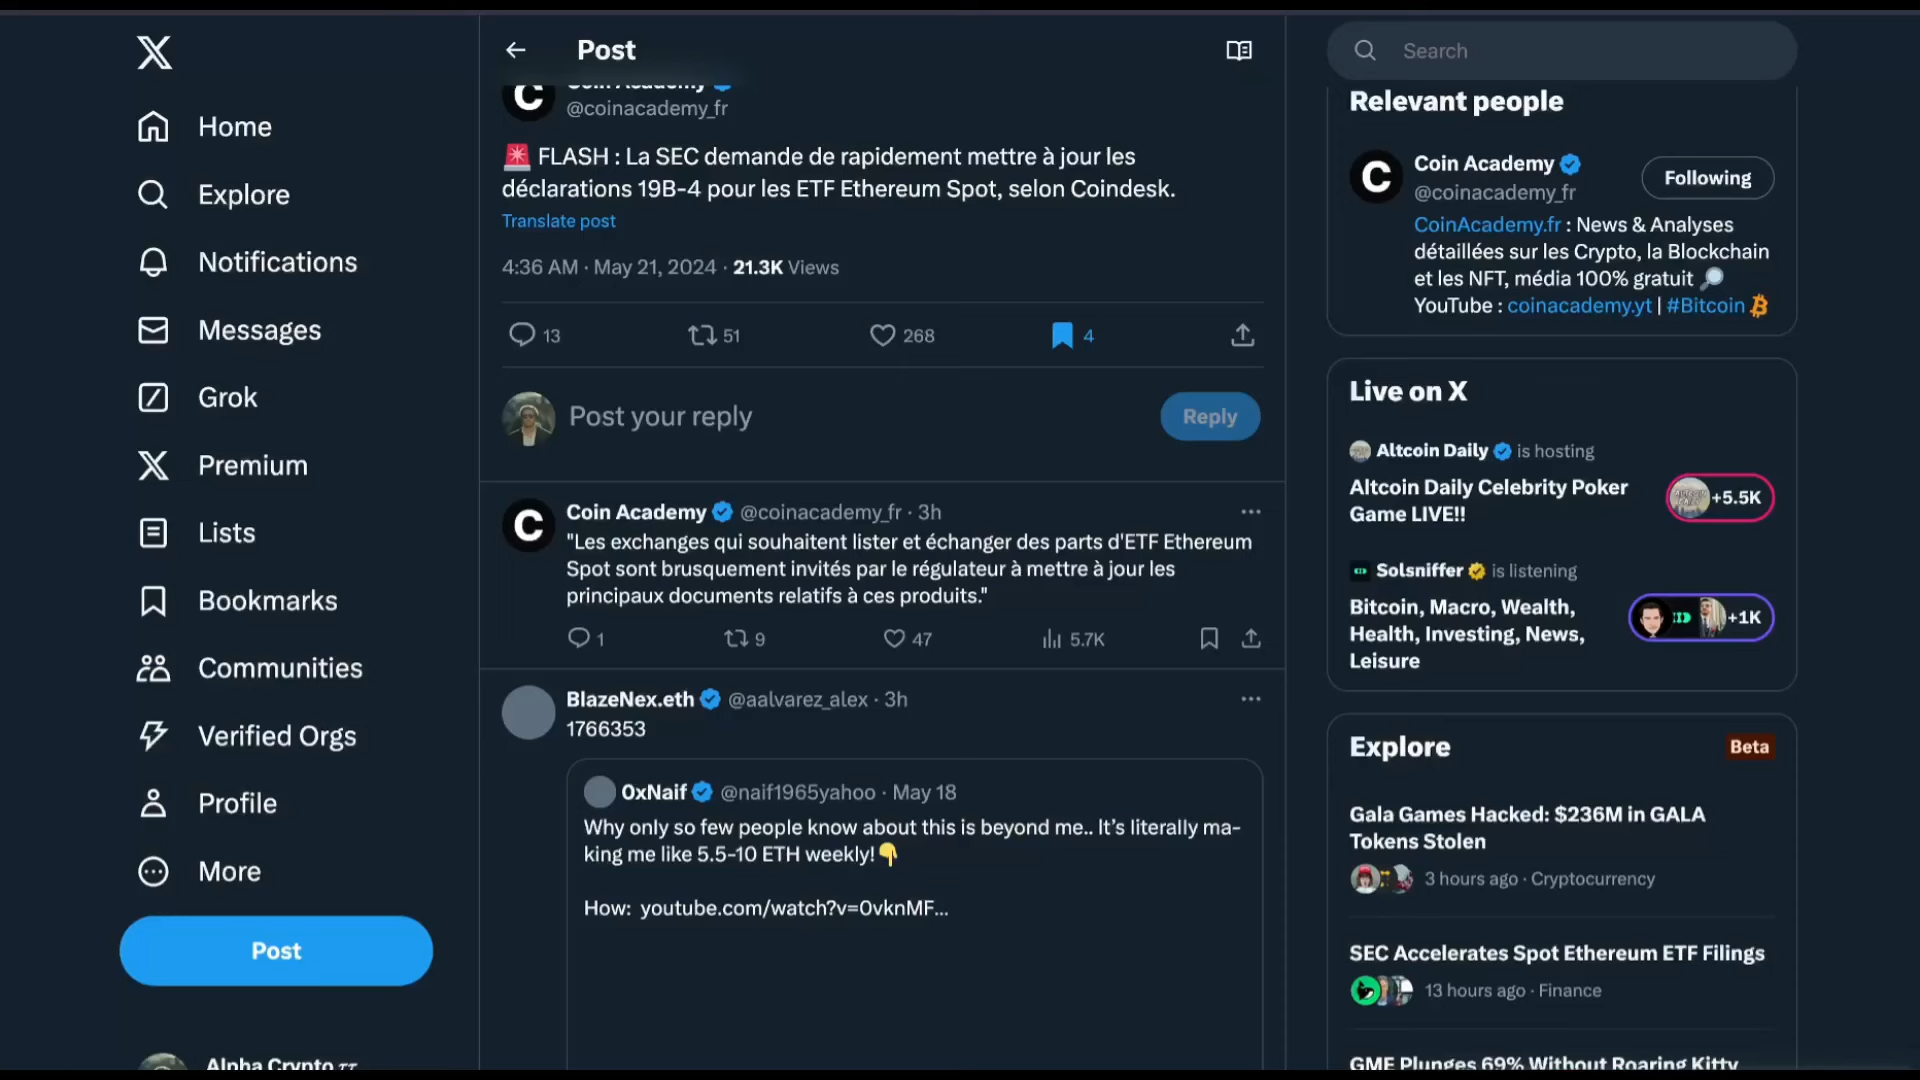 Home
Explore
Notifications
Messages
Grok
Premium
Lists
Bookmarks
Communities
Verified Orgs
Profile
More
Post
Alpha Crypto
Post
Coin Academy
@coinacademy_fr
🚨 FLASH : La SEC demande de rapidement mettre à jour les
déclarations 19B-4 pour les ETF Ethereum Spot, selon Coindesk.
Translate post
4:36 AM · May 21, 2024 · 21.3K Views
13 51 268 4
Post your reply
Reply
Coin Academy @coinacademy_fr · 3h
"Les exchanges qui souhaitent lister et échanger des parts d'ETF Ethereum
Spot sont brusquement invités par le régulateur à mettre à jour les
principaux documents relatifs à ces produits."
1 9 47 5.7K
BlazeNex.eth @aalvarez_alex · 3h
1766353
0xNaif @naif1965yahoo · May 18
Why only so few people know about this is beyond me.. It’s literally ma-
king me like 5.5-10 ETH weekly!👇
How: youtube.com/watch?v=0vknMF...
Search
Relevant people
Coin Academy
@coinacademy_fr
Following
CoinAcademy.fr : News & Analyses
détaillées sur les Crypto, la Blockchain
et les NFT, média 100% gratuit 🔎
YouTube : coinacademy.yt | #Bitcoin
Live on X
Altcoin Daily is hosting
Altcoin Daily Celebrity Poker
Game LIVE!!
+5.5K
Solsniffer is listening
Bitcoin, Macro, Wealth,
Health, Investing, News,
Leisure
+1K
Explore
Beta
Gala Games Hacked: $236M in GALA
Tokens Stolen
3 hours ago · Cryptocurrency
SEC Accelerates Spot Ethereum ETF Filings
13 hours ago · Finance
GME Plunges 69% Without Roaring Kitty